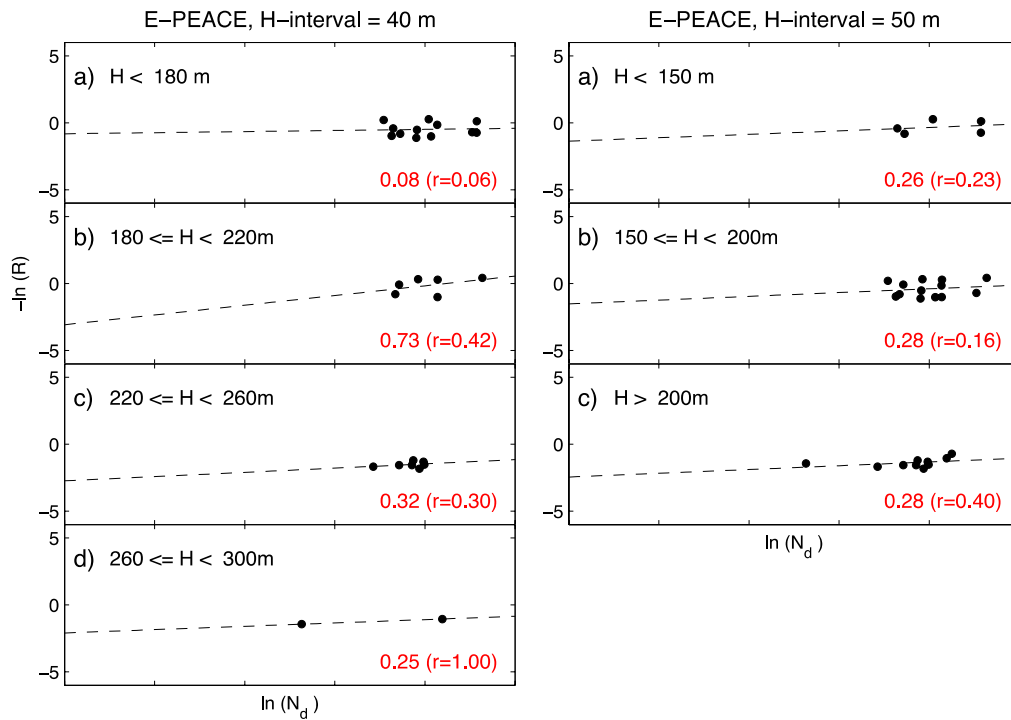 E−PEACE, H−interval = 40 m
5
a) H < 180 m
0
−5
0.08 (r=0.06)
5
b) 180 <= H < 220m
0
−5
0.73 (r=0.42)
5
c) 220 <= H < 260m
0
−5
0.32 (r=0.30)
5
d) 260 <= H < 300m
0
−5
0.25 (r=1.00)
−ln (R)
ln (N_d )
E−PEACE, H−interval = 50 m
5
a) H < 150 m
0
−5
0.26 (r=0.23)
5
b) 150 <= H < 200m
0
−5
0.28 (r=0.16)
5
c) H > 200m
0
−5
0.28 (r=0.40)
ln (N_d )